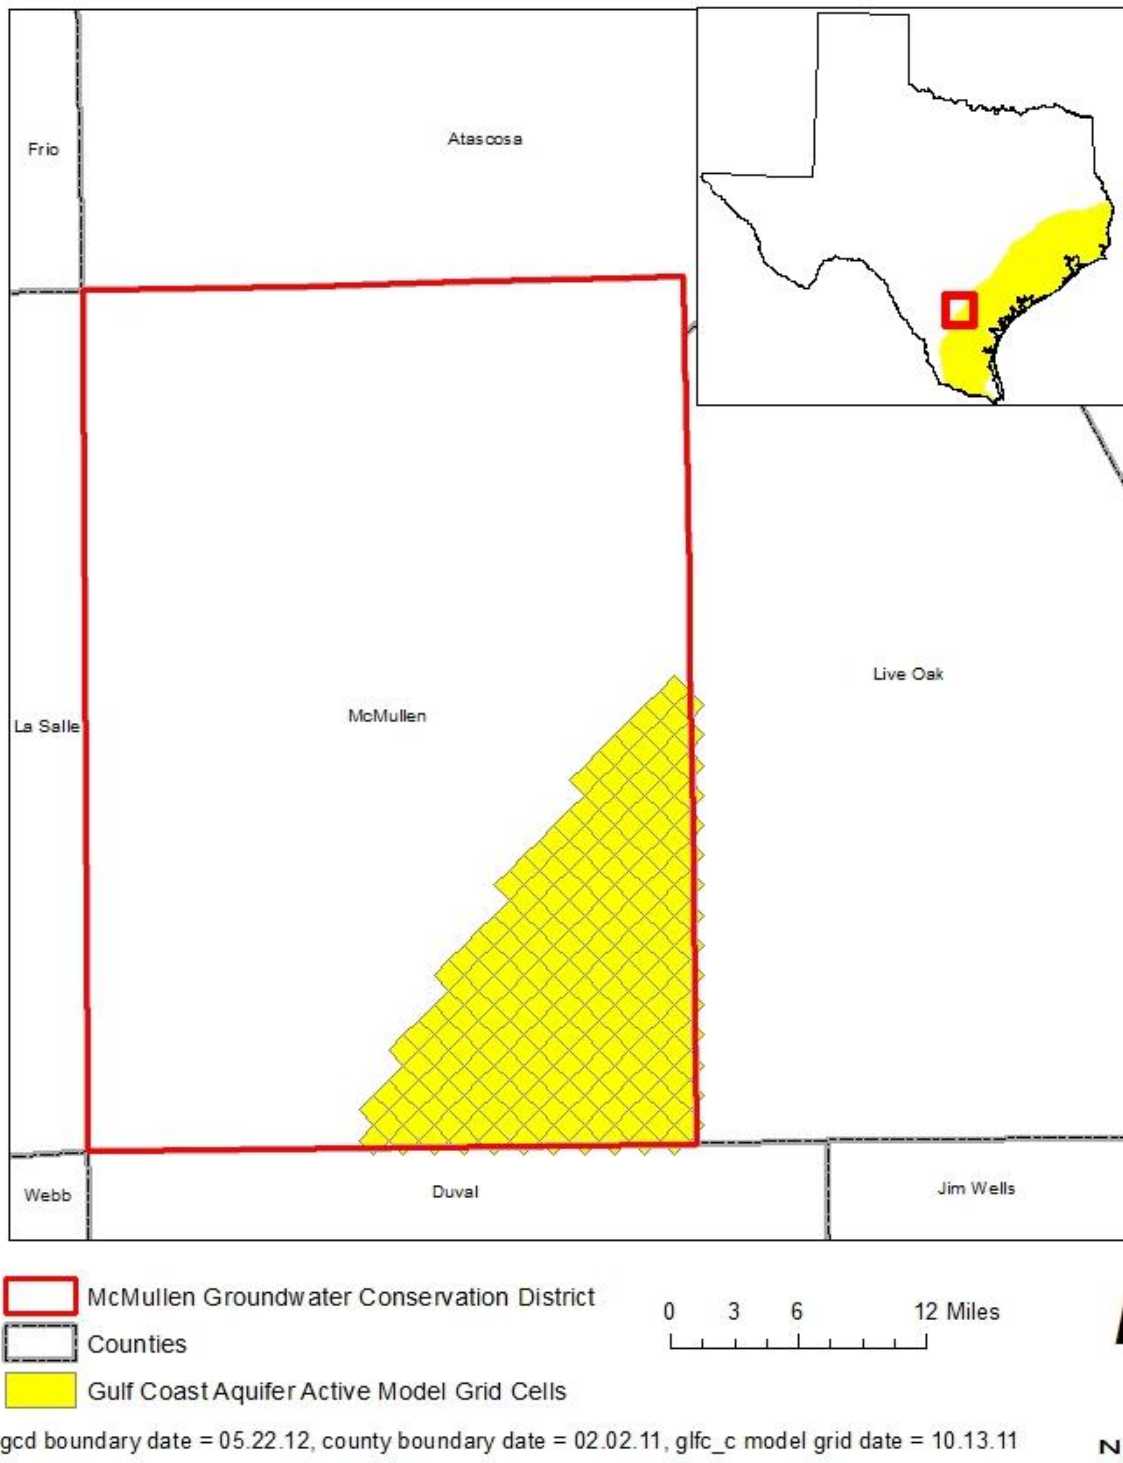 Frio
Atascosa
Live Oak
La Salle
McMullen
Webb
Duval
Jim Wells
McMullen Groundwater Conservation District
0 3 6 12 Miles
Counties
Gulf Coast Aquifer Active Model Grid Cells
gcd boundary date = 05.22.12, county boundary date = 02.02.11, glfc_c model grid date = 10.13.11